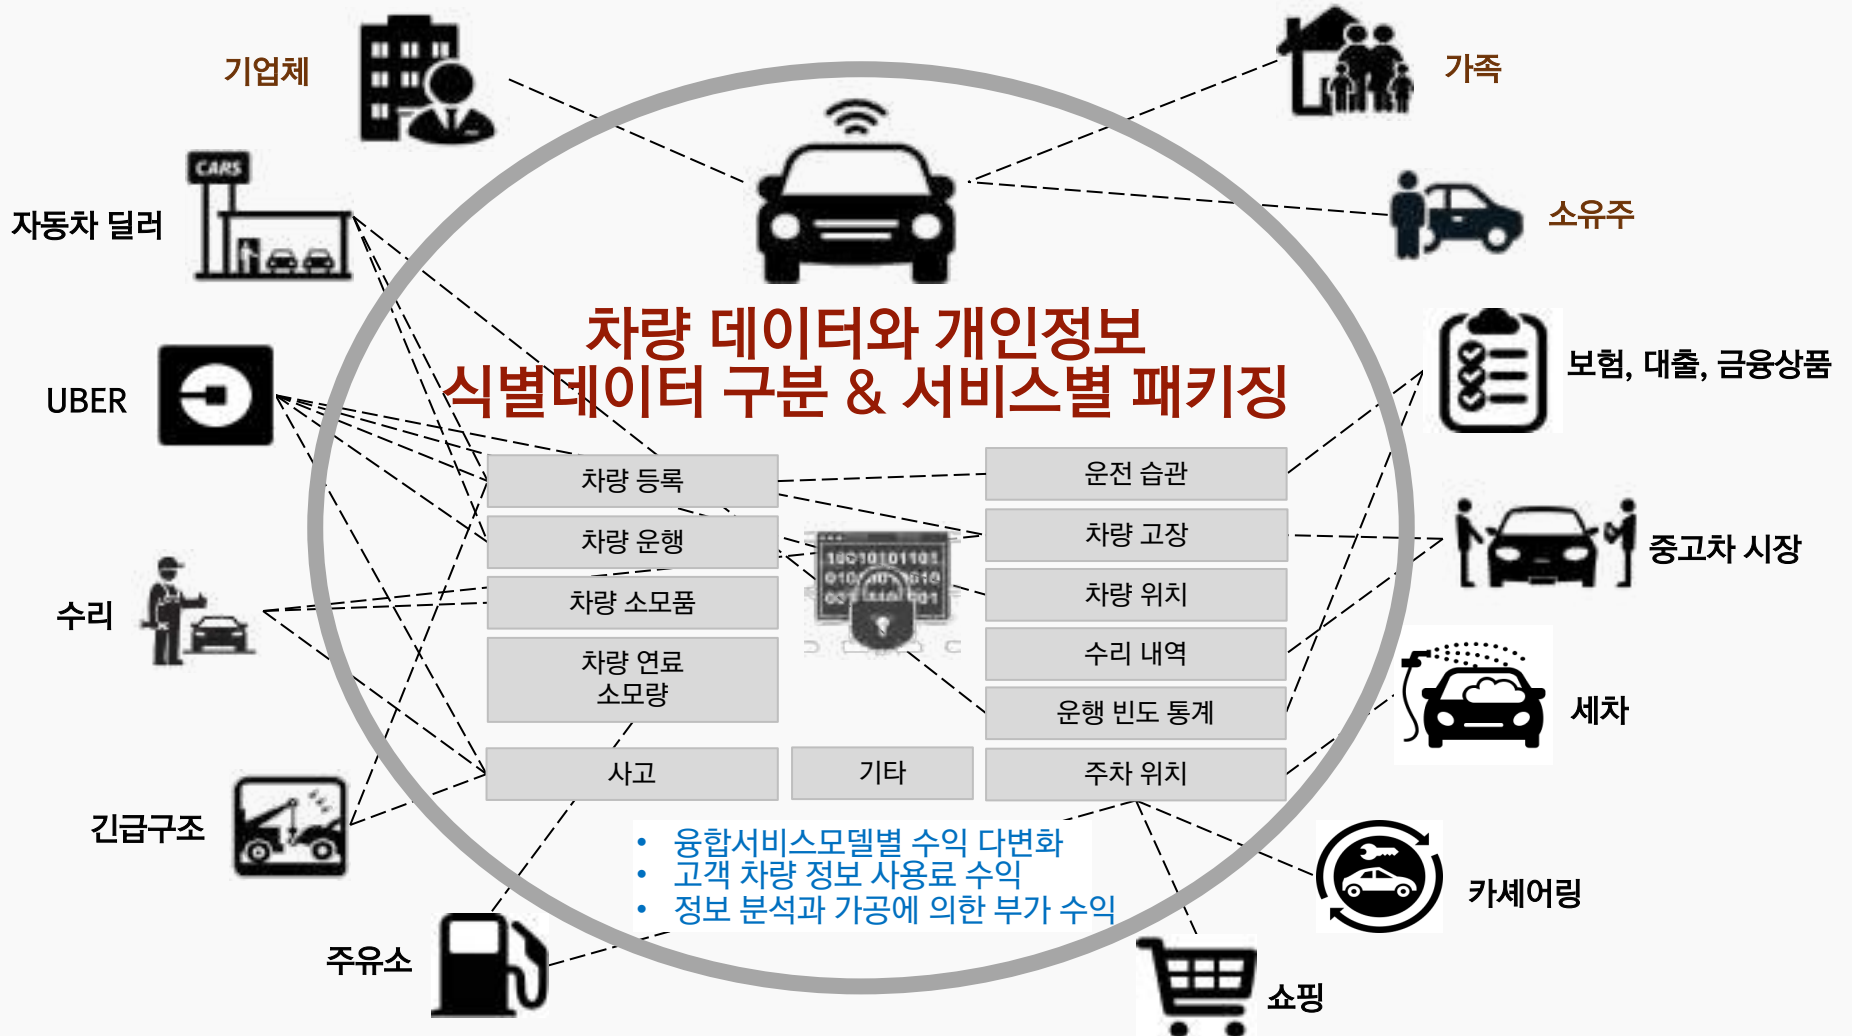 기업체
가족
CARS
자동차 딜러
소유주
차량 데이터와 개인정보
식별데이터 구분 & 서비스별 패키징
보험, 대출, 금융상품
UBER
차량 등록
운전 습관
차량 운행
차량 고장
중고차 시장
차량 소모품
차량 위치
수리
차량 연료
소모량
수리 내역
운행 빈도 통계
세차
사고
기타
주차 위치
긴급구조
• 융합서비스모델별 수익 다변화
• 고객 차량 정보 사용료 수익
• 정보 분석과 가공에 의한 부가 수익
카셰어링
주유소
쇼핑